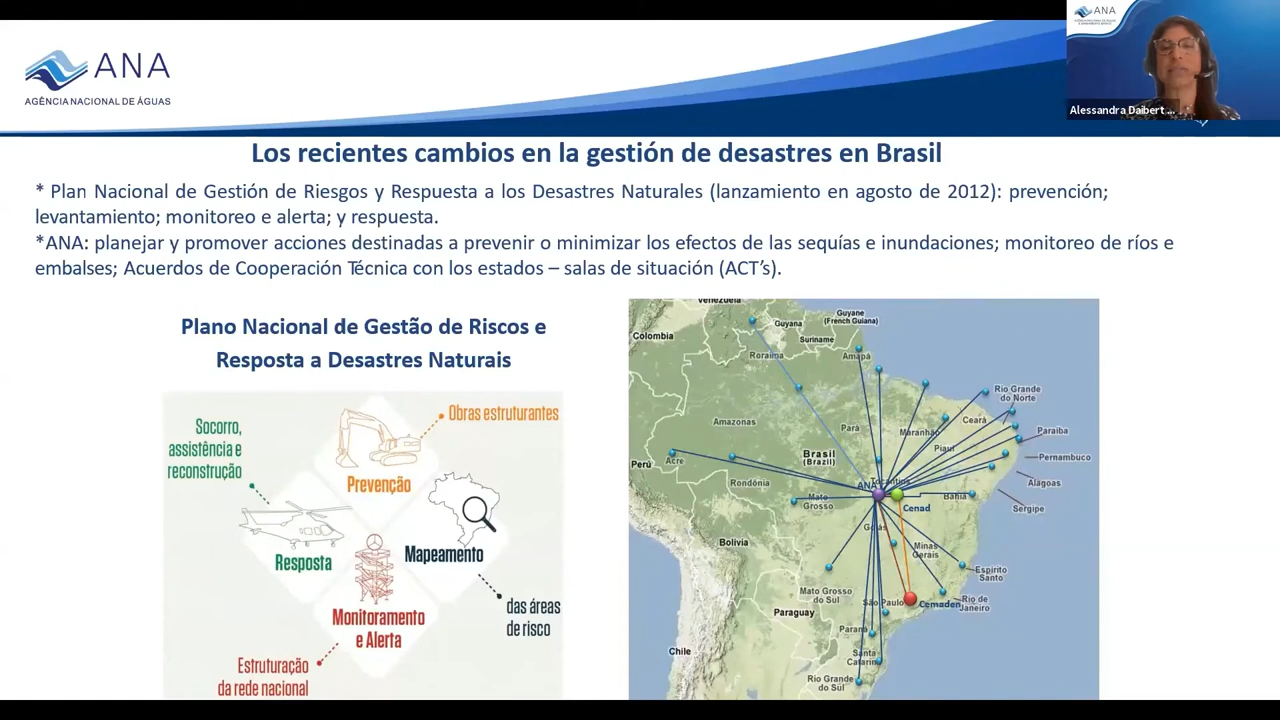 ANA
AGÊNCIA NACIONAL DE ÁGUAS
ANA
Alessandra Daibert ...
Los recientes cambios en la gestión de desastres en Brasil
* Plan Nacional de Gestión de Riesgos y Respuesta a los Desastres Naturales (lanzamiento en agosto de 2012): prevención;
levantamiento; monitoreo e alerta; y respuesta.
*ANA: planejar y promover acciones destinadas a prevenir o minimizar los efectos de las sequías e inundaciones; monitoreo de ríos e
embalses; Acuerdos de Cooperación Técnica con los estados – salas de situación (ACT's).
Plano Nacional de Gestão de Riscos e
Resposta a Desastres Naturais
Socorro,
assistência e
reconstrução
Obras estruturantes
Prevenção
Resposta
Mapeamento
das áreas
de risco
Monitoramento
e Alerta
Estruturação
da rede nacional
Venezuela
Colombia
Guyana
Suriname
Guyane
(French Guiana)
Roraima
Amapá
Amazonas
Pará
Maranhão
Ceará
Rio Grande
do Norte
Paraíba
Piauí
Pernambuco
Brasil
(Brazil)
Perú
Acre
Rondônia
Alagoas
Tocantins
ANA
Mato
Grosso
Bahia
Sergipe
Cenad
Goiás
Bolivia
Minas
Gerais
Espírito
Santo
Mato Grosso
do Sul
São Paulo
Cemaden
Rio de
Janeiro
Paraguay
Paraná
Chile
Santa
Catarina
Rio Grande
do Sul